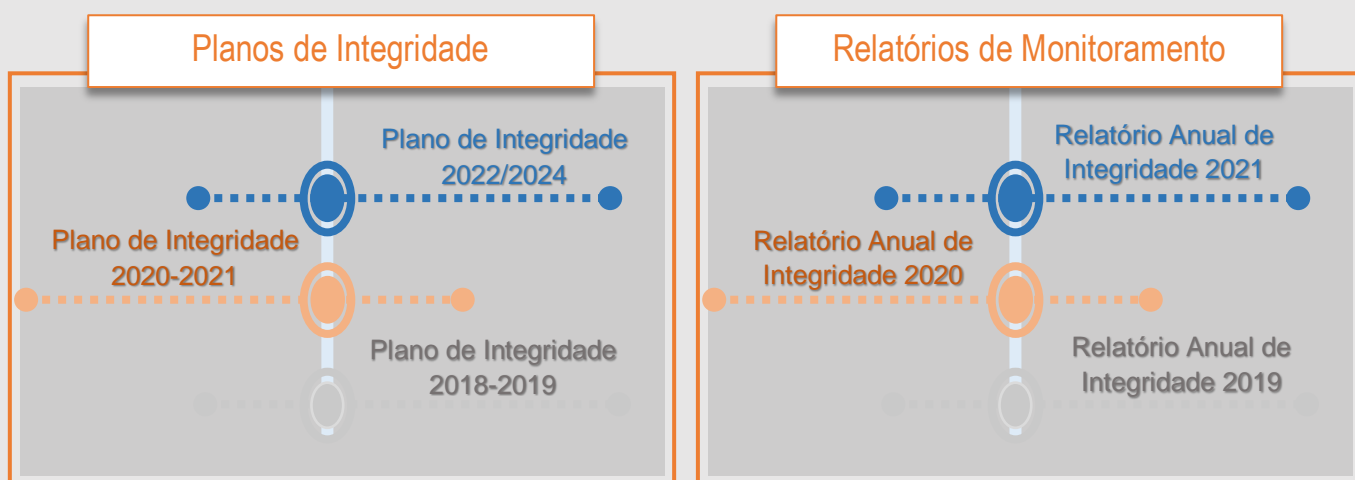 Planos de Integridade
Plano de Integridade
2022/2024
Plano de Integridade
2020-2021
Plano de Integridade
2018-2019
Relatórios de Monitoramento
Relatório Anual de
Integridade 2021
Relatório Anual de
Integridade 2020
Relatório Anual de
Integridade 2019